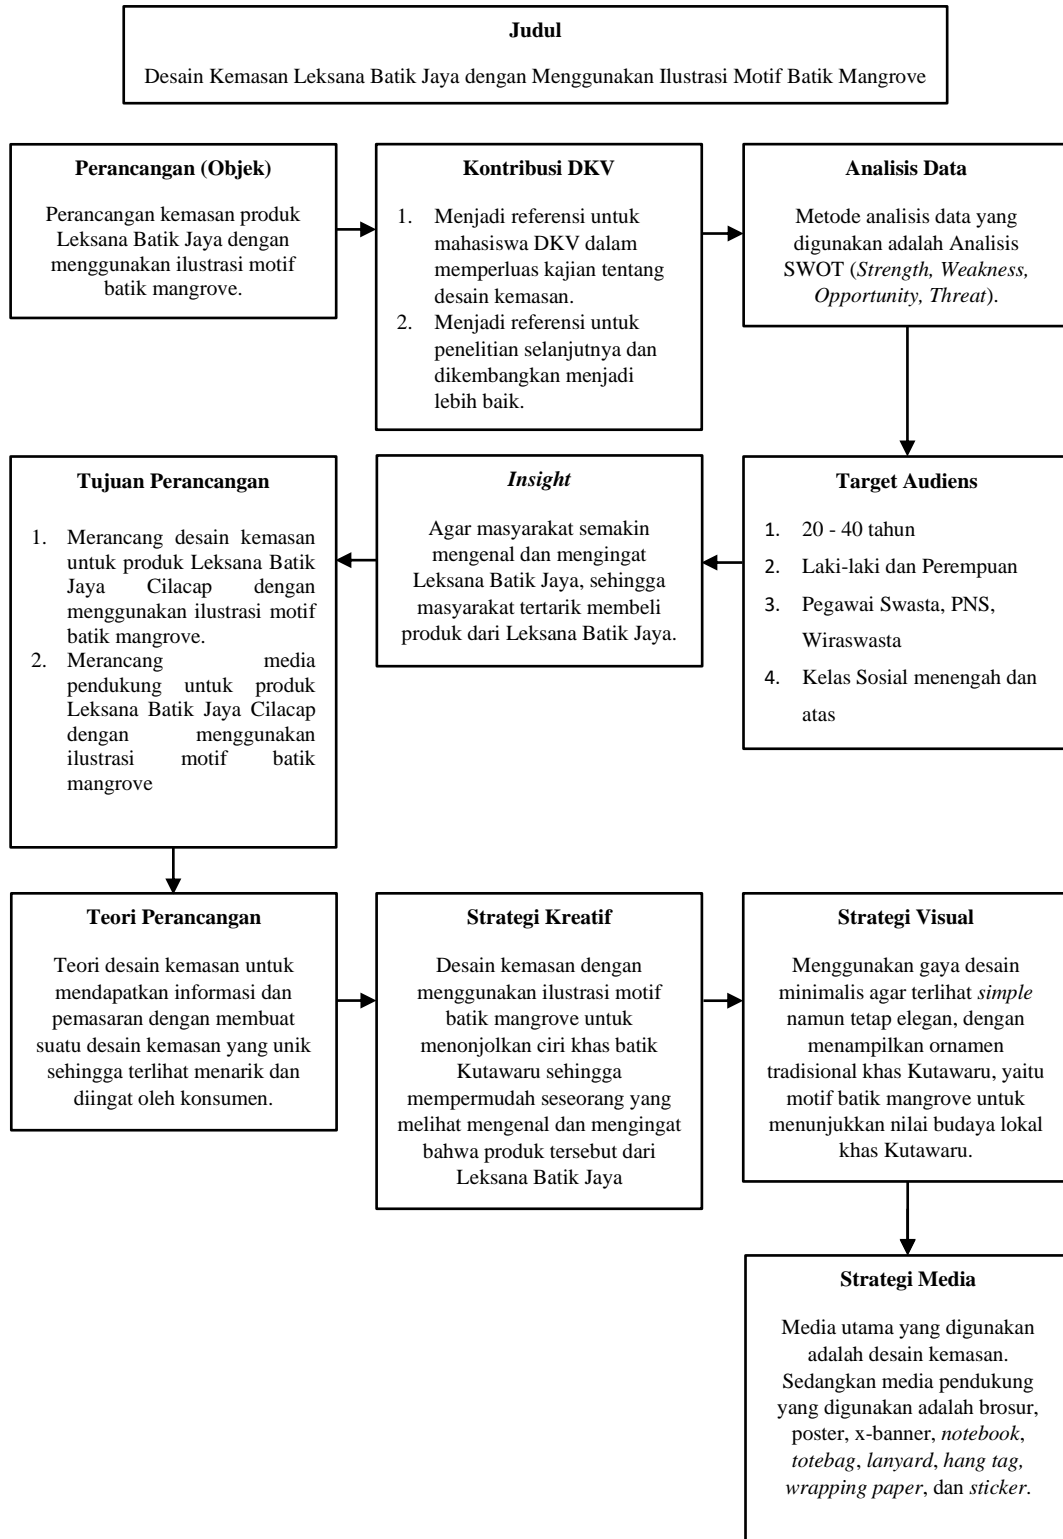 Judul
Desain Kemasan Leksana Batik Jaya dengan Menggunakan Ilustrasi Motif Batik Mangrove
Perancangan (Objek)
Perancangan kemasan produk
Leksana Batik Jaya dengan
menggunakan ilustrasi motif
batik mangrove.
Kontribusi DKV
1. Menjadi referensi untuk
mahasiswa DKV dalam
memperluas kajian tentang
desain kemasan.
2. Menjadi referensi untuk
penelitian selanjutnya dan
dikembangkan menjadi
lebih baik.
Analisis Data
Metode analisis data yang
digunakan adalah Analisis
SWOT (Strength, Weakness,
Opportunity, Threat).
Target Audiens
1. 20 - 40 tahun
2. Laki-laki dan Perempuan
3. Pegawai Swasta, PNS,
Wiraswasta
4. Kelas Sosial menengah dan
atas
Insight
Agar masyarakat semakin
mengenal dan mengingat
Leksana Batik Jaya, sehingga
masyarakat tertarik membeli
produk dari Leksana Batik Jaya.
Tujuan Perancangan
1. Merancang desain kemasan
untuk produk Leksana Batik
Jaya Cilacap dengan
menggunakan ilustrasi motif
batik mangrove.
2. Merancang media
pendukung untuk produk
Leksana Batik Jaya Cilacap
dengan menggunakan
ilustrasi motif batik
mangrove
Teori Perancangan
Teori desain kemasan untuk
mendapatkan informasi dan
pemasaran dengan membuat
suatu desain kemasan yang unik
sehingga terlihat menarik dan
diingat oleh konsumen.
Strategi Kreatif
Desain kemasan dengan
menggunakan ilustrasi motif
batik mangrove untuk
menonjolkan ciri khas batik
Kutawaru sehingga
mempermudah seseorang yang
melihat mengenal dan mengingat
bahwa produk tersebut dari
Leksana Batik Jaya
Strategi Visual
Menggunakan gaya desain
minimalis agar terlihat simple
namun tetap elegan, dengan
menampilkan ornamen
tradisional khas Kutawaru, yaitu
motif batik mangrove untuk
menunjukkan nilai budaya lokal
khas Kutawaru.
Strategi Media
Media utama yang digunakan
adalah desain kemasan.
Sedangkan media pendukung
yang digunakan adalah brosur,
poster, x-banner, notebook,
totebag, lanyard, hang tag,
wrapping paper, dan sticker.